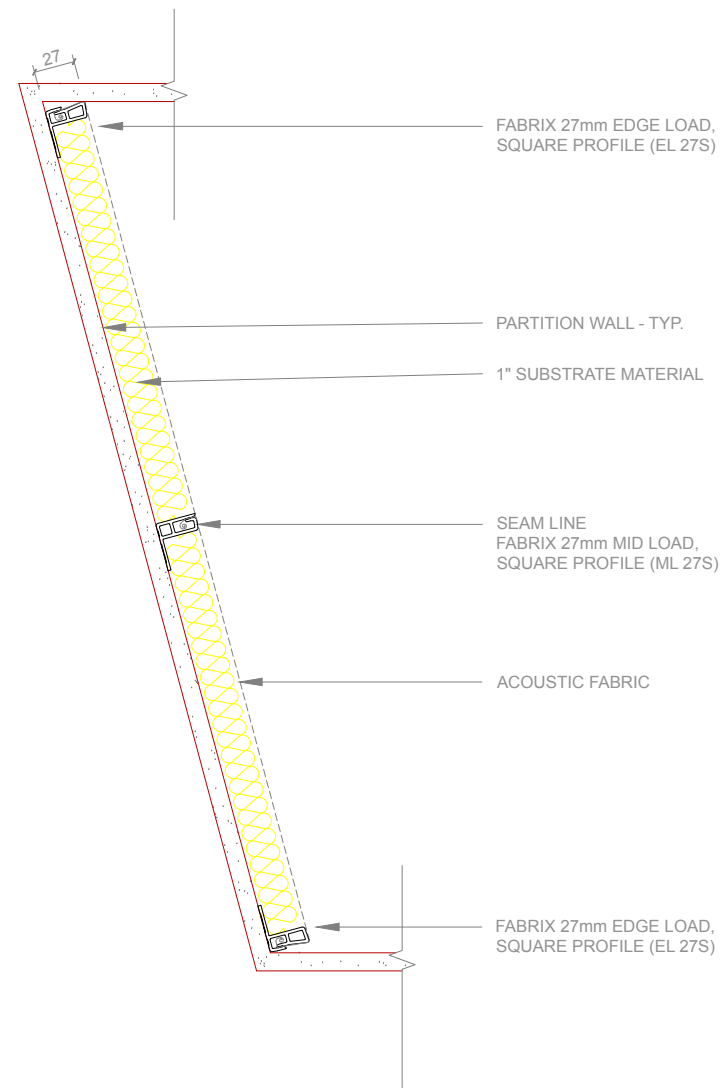 27
FABRIX 27mm EDGE LOAD,
SQUARE PROFILE (EL 27S)
PARTITION WALL - TYP.
1" SUBSTRATE MATERIAL
SEAM LINE
FABRIX 27mm MID LOAD,
SQUARE PROFILE (ML 27S)
ACOUSTIC FABRIC
FABRIX 27mm EDGE LOAD,
SQUARE PROFILE (EL 27S)